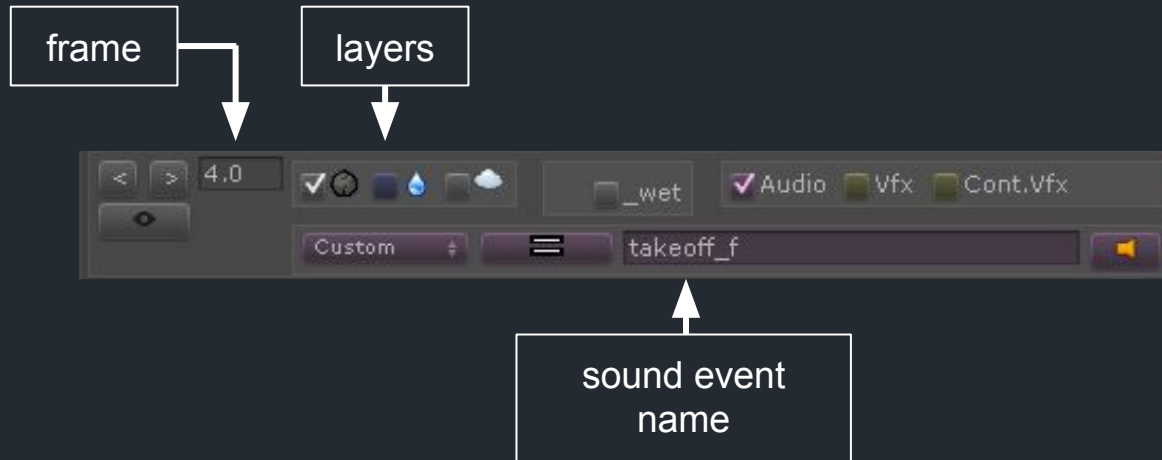 frame
layers
< > 4.0
_wet
Audio Vfx Cont.Vfx
Custom
takeoff_f
sound event
name